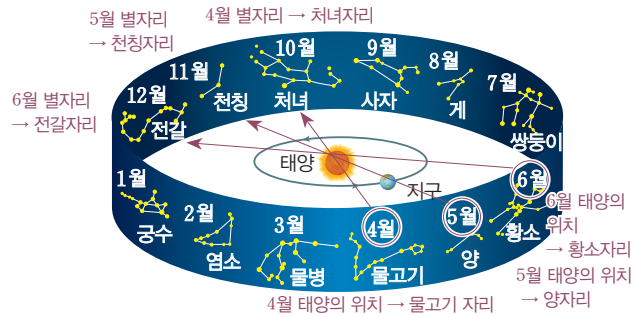 5월 별자리
→ 천칭자리
4월 별자리 → 처녀자리
6월 별자리
→ 전갈자리
12월
전갈
11월
천칭
10월
처녀
9월
사자
8월
게
7월
쌍둥이
태양
지구
1월
궁수
2월
염소
3월
물병
4월
물고기
5월
양
6월
황소
6월 태양의
위치
→ 황소자리
5월 태양의 위치
→ 양자리
4월 태양의 위치 → 물고기 자리